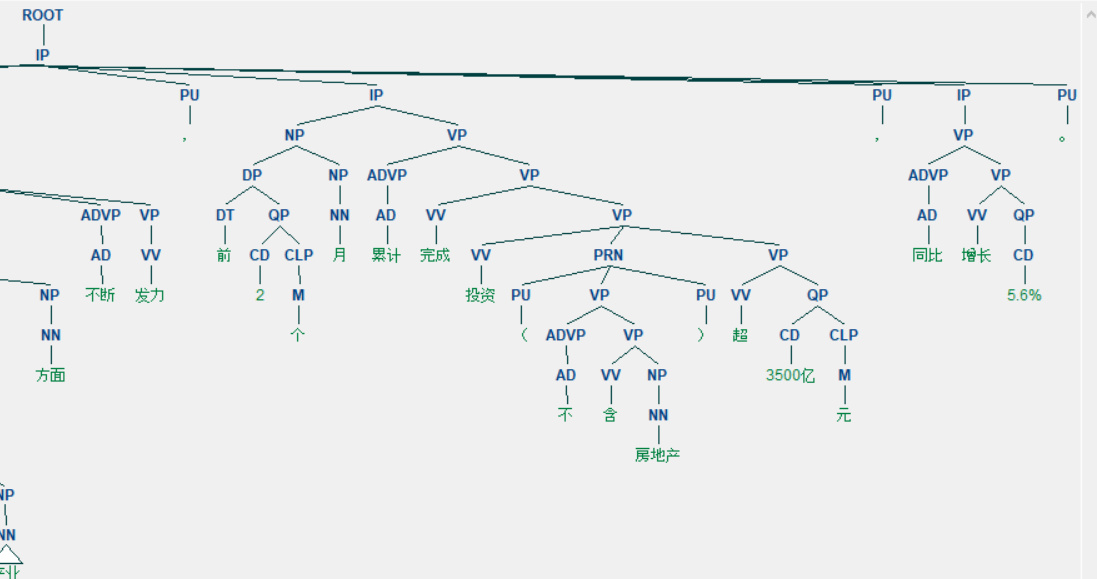 ROOT
IP
PU IP PU IP PU
， NP VP ， VP 。
DP NP ADVP VP ADVP VP
ADVP VP DT QP NN AD VV VP AD VV QP
AD VV 前 CD CLP 月 累计 完成 VV PRN VP 同比 增长 CD
NP 不断 发力 2 M 投资 PU VP PU VV QP 5.6%
NN 个 （ ADVP VP ） 超 CD CLP
方面 AD VV NP 3500亿 M
不 含 NN 元
房地产
NP
NN
产业